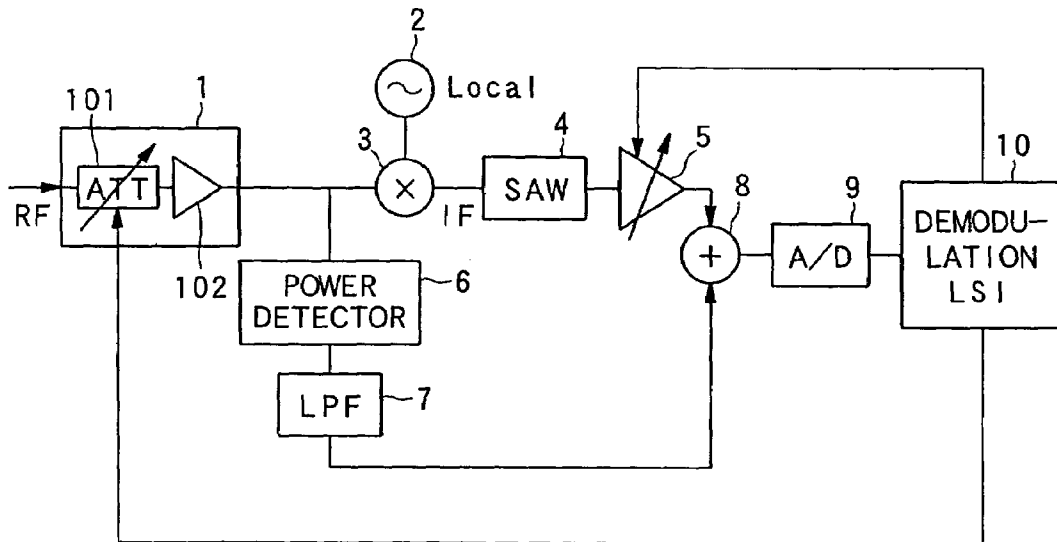 2
Local
101
1
3
4
5
10
ATT
RF
×
IF
SAW
8
9
DEMODU-
LATION
LSI
+
A/D
102
POWER
DETECTOR
6
LPF
7